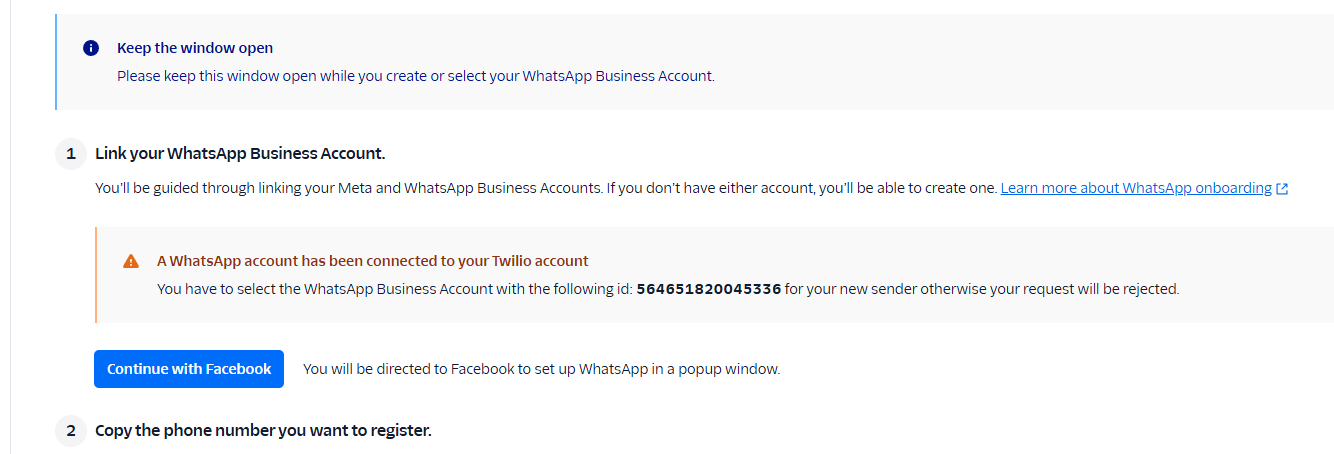 Keep the window open
Please keep this window open while you create or select your WhatsApp Business Account.
1 Link your WhatsApp Business Account.
You'll be guided through linking your Meta and WhatsApp Business Accounts. If you don't have either account, you'll be able to create one. Learn more about WhatsApp onboarding
A WhatsApp account has been connected to your Twilio account
You have to select the WhatsApp Business Account with the following id: 564651820045336 for your new sender otherwise your request will be rejected.
Continue with Facebook You will be directed to Facebook to set up WhatsApp in a popup window.
2 Copy the phone number you want to register.